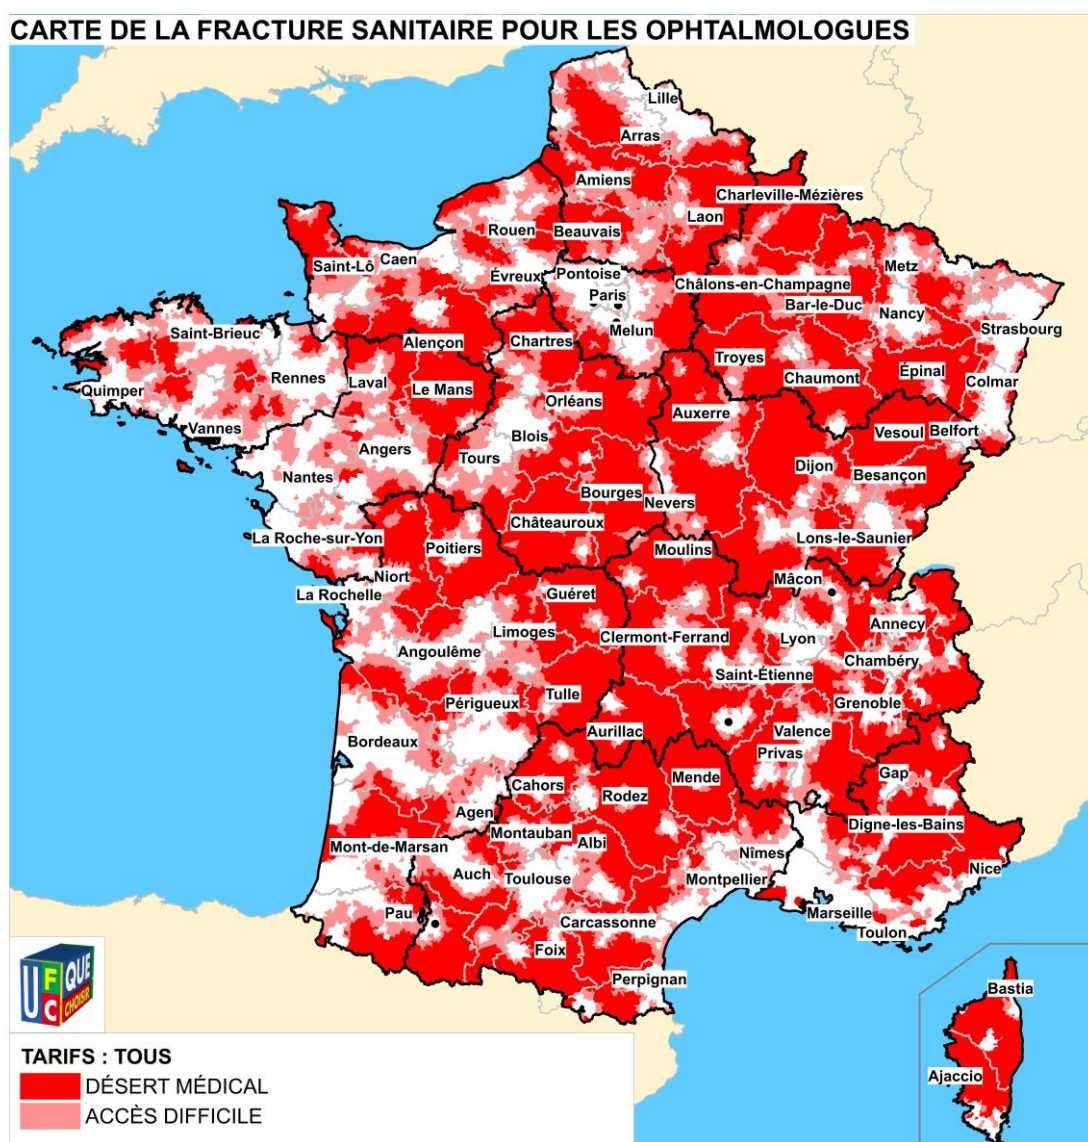 CARTE DE LA FRACTURE SANITAIRE POUR LES OPHTALMOLOGUES
Lille
Arras
Amiens
Charleville-Mézières
Laon
Rouen
Beauvais
Caen
Saint-Lô
Évreux
Pontoise
Metz
Châlons-en-Champagne
Paris
Bar-le-Duc
Nancy
Strasbourg
Saint-Brieuc
Melun
Alençon
Chartres
Troyes
Épinal
Rennes
Laval
Le Mans
Chaumont
Colmar
Quimper
Orléans
Auxerre
Vannes
Blois
Vesoul
Belfort
Angers
Tours
Dijon
Besançon
Nantes
Bourges
Nevers
Châteauroux
La Roche-sur-Yon
Lons-le-Saunier
Poitiers
Moulins
Niort
Mâcon
La Rochelle
Guéret
Annecy
Limoges
Clermont-Ferrand
Lyon
Angoulême
Chambéry
Saint-Étienne
Tulle
Périgueux
Grenoble
Aurillac
Valence
Bordeaux
Privas
Gap
Mende
Cahors
Rodez
Agen
Digne-les-Bains
Montauban
Mont-de-Marsan
Albi
Nîmes
Nice
Auch
Toulouse
Montpellier
Pau
Marseille
Carcassonne
Toulon
Foix
Perpignan
Bastia
Ajaccio
UFC
QUE
CHOISIR
TARIFS : TOUS
DÉSERT MÉDICAL
ACCÈS DIFFICILE